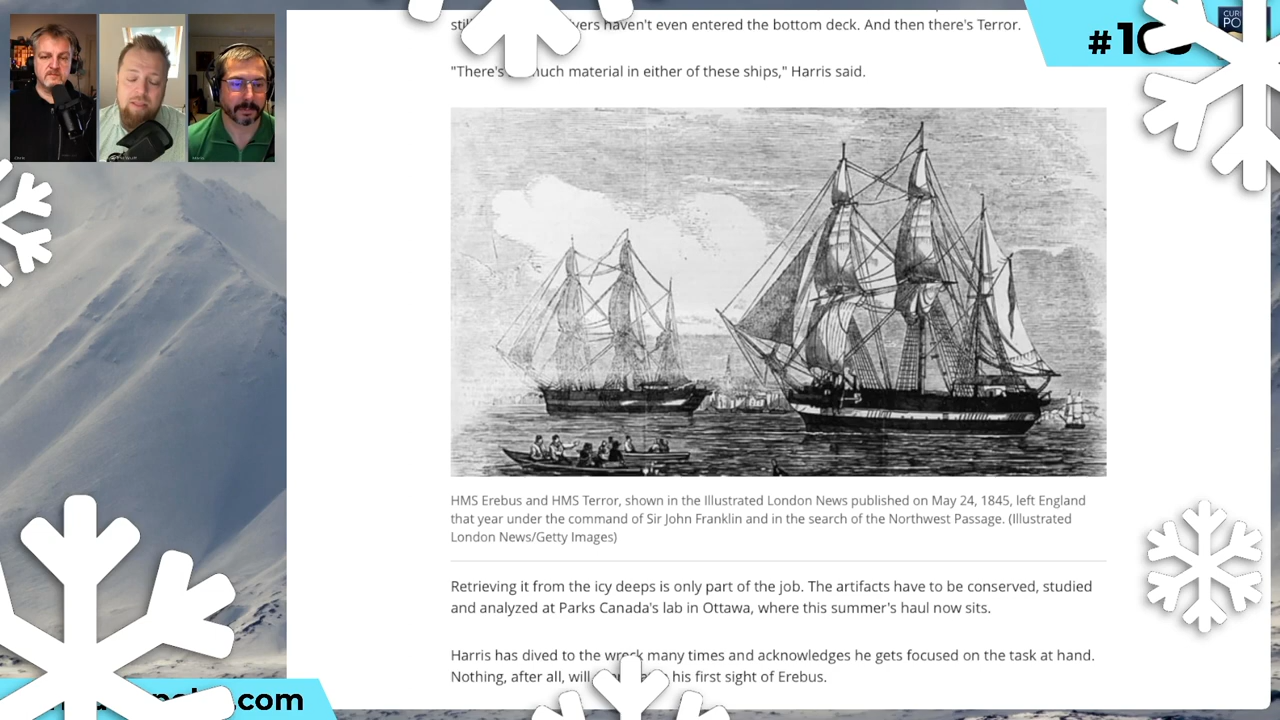 haven't even entered the bottom deck. And then there's Terror.
#10
CURI
PO
"There's much material in either of these ships," Harris said.
HMS Erebus and HMS Terror, shown in the Illustrated London News published on May 24, 1845, left England
that year under the command of Sir John Franklin and in the search of the Northwest Passage. (Illustrated
London News/Getty Images)
Retrieving it from the icy deeps is only part of the job. The artifacts have to be conserved, studied
and analyzed at Parks Canada's lab in Ottawa, where this summer's haul now sits.
Harris has dived to the wreck many times and acknowledges he gets focused on the task at hand.
Nothing, after all, will his first sight of Erebus.
.com